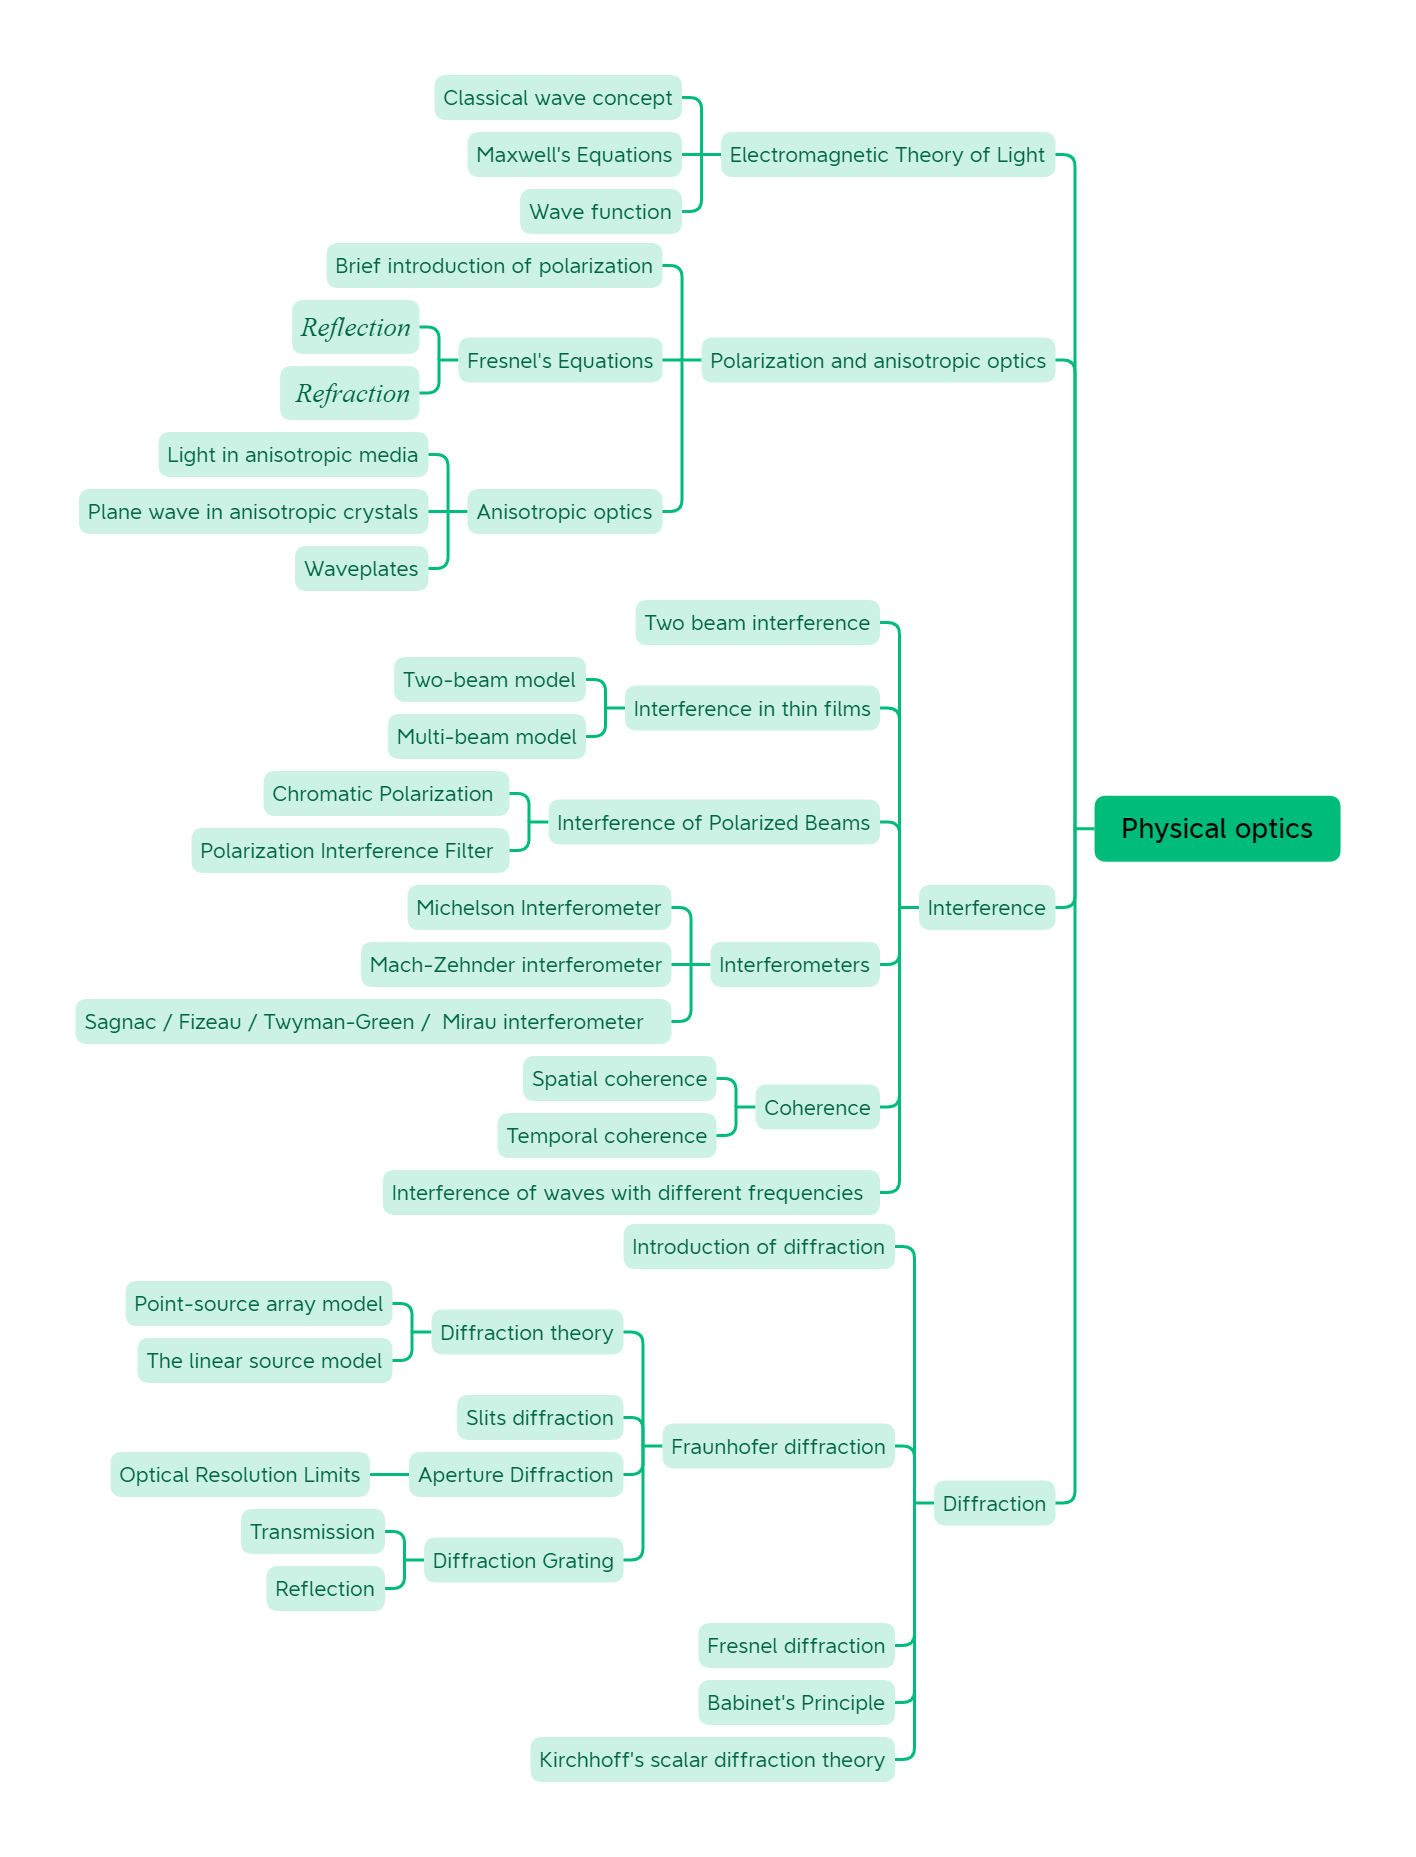 Classical wave concept
Maxwell's Equations
Electromagnetic Theory of Light
Wave function
Brief introduction of polarization
Reflection
Fresnel's Equations
Polarization and anisotropic optics
Refraction
Light in anisotropic media
Plane wave in anisotropic crystals
Anisotropic optics
Waveplates
Two beam interference
Two-beam model
Interference in thin films
Multi-beam model
Chromatic Polarization
Interference of Polarized Beams
Physical optics
Polarization Interference Filter
Michelson Interferometer
Interference
Mach-Zehnder interferometer
Interferometers
Sagnac / Fizeau / Twyman-Green / Mirau interferometer
Spatial coherence
Coherence
Temporal coherence
Interference of waves with different frequencies
Introduction of diffraction
Point-source array model
Diffraction theory
The linear source model
Slits diffraction
Fraunhofer diffraction
Optical Resolution Limits
Aperture Diffraction
Diffraction
Transmission
Diffraction Grating
Reflection
Fresnel diffraction
Babinet's Principle
Kirchhoff's scalar diffraction theory